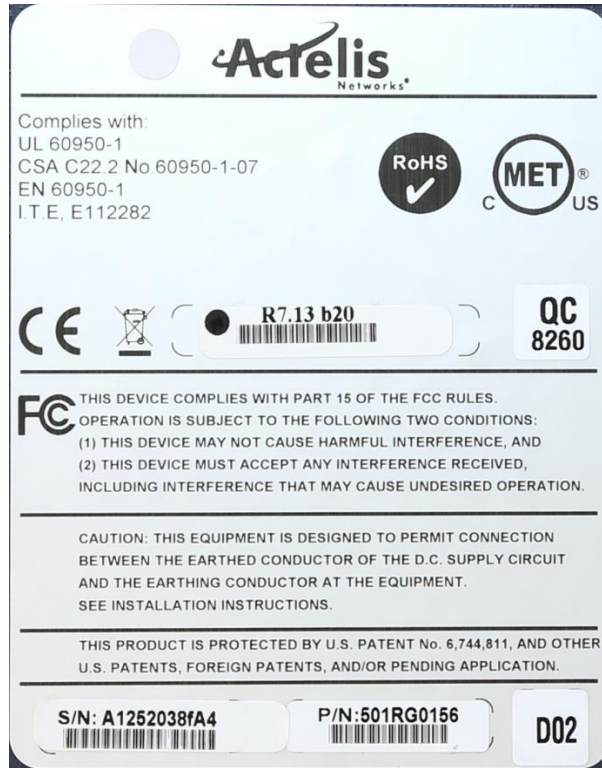 Actelis
Networks
Complies with:
UL 60950-1
CSA C22.2 No.60950-1-07
EN 60950-1
I.T.E, E112282
RoHS
C MET ® US
CE
R7.13 b20
QC
8260
FC THIS DEVICE COMPLIES WITH PART 15 OF THE FCC RULES.
OPERATION IS SUBJECT TO THE FOLLOWING TWO CONDITIONS:
(1) THIS DEVICE MAY NOT CAUSE HARMFUL INTERFERENCE, AND
(2) THIS DEVICE MUST ACCEPT ANY INTERFERENCE RECEIVED,
INCLUDING INTERFERENCE THAT MAY CAUSE UNDESIRED OPERATION.
CAUTION: THIS EQUIPMENT IS DESIGNED TO PERMIT CONNECTION
BETWEEN THE EARTHED CONDUCTOR OF THE D.C. SUPPLY CIRCUIT
AND THE EARTHING CONDUCTOR AT THE EQUIPMENT.
SEE INSTALLATION INSTRUCTIONS.
THIS PRODUCT IS PROTECTED BY U.S. PATENT No. 6,744,811, AND OTHER
U.S. PATENTS, FOREIGN PATENTS, AND/OR PENDING APPLICATION.
S/N: A1252038fA4
P/N:501RG0156
D02